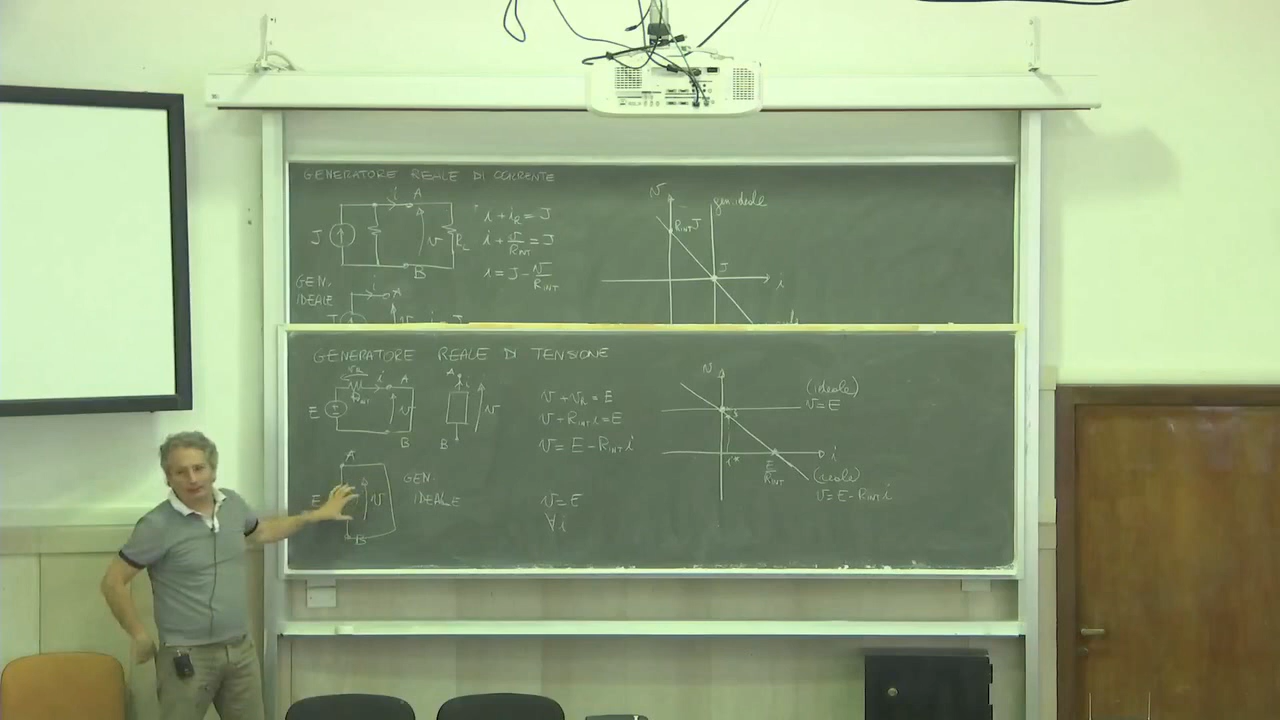 GENERATORE REALE DI CORRENTE
i A
J
v
R_L
B
i + i_R = J
i + v/R_INT = J
i = J - v/R_INT
GEN.
IDEALE
i A
v
v
gen. ideale
R_INT J
J
i
GENERATORE REALE DI TENSIONE
v_R i A
R_INT
E
v
B
A
i
v
B
v + v_R = E
v + R_INT i = E
v = E - R_INT i
v
(ideale)
v = E
i
i*
E/R_INT
(reale)
v = E - R_INT i
A
E
v
B
GEN.
IDEALE
v = E
∀ i